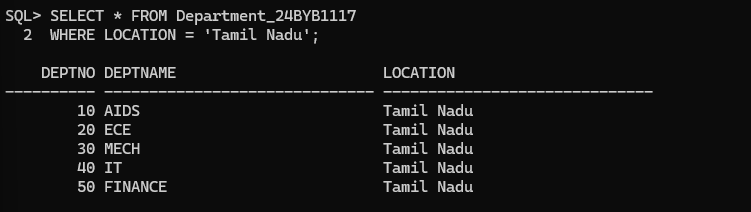 SQL> SELECT * FROM Department_24BYB1117
  2  WHERE LOCATION = 'Tamil Nadu';

    DEPTNO DEPTNAME                       LOCATION
---------- ------------------------------ ------------------------------
        10 AIDS                           Tamil Nadu
        20 ECE                            Tamil Nadu
        30 MECH                           Tamil Nadu
        40 IT                             Tamil Nadu
        50 FINANCE                        Tamil Nadu